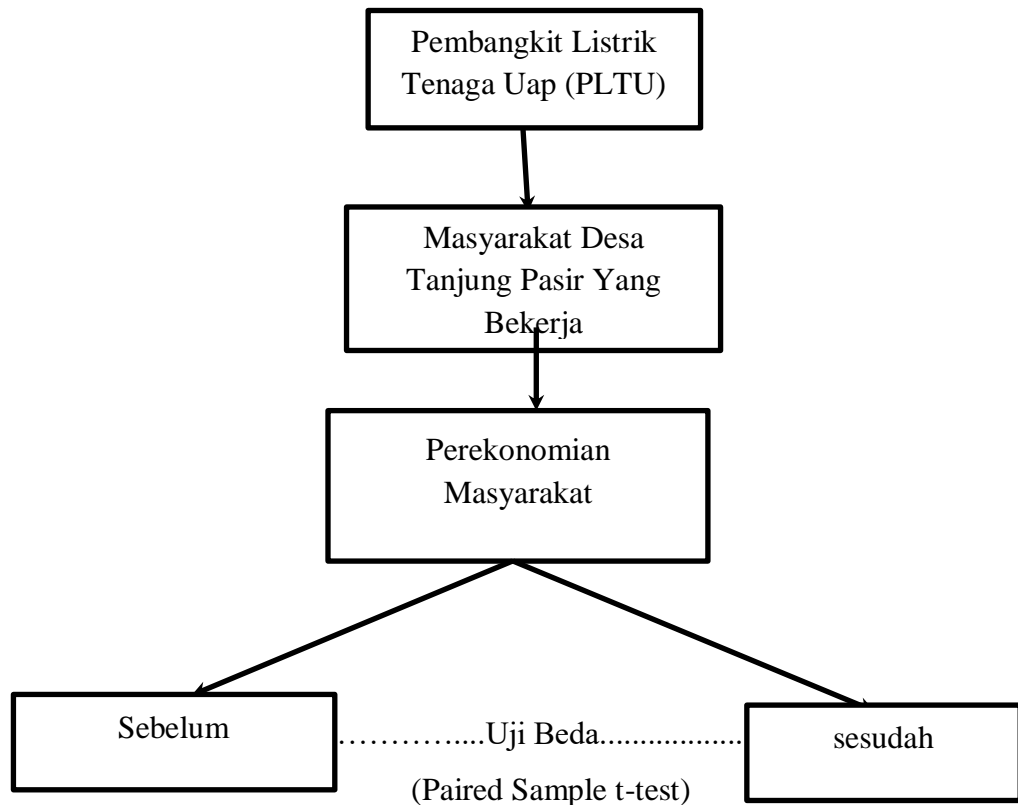 Pembangkit Listrik
Tenaga Uap (PLTU)
Masyarakat Desa
Tanjung Pasir Yang
Bekerja
Perekonomian
Masyarakat
Sebelum
…………....Uji Beda..................
sesudah
(Paired Sample t-test)